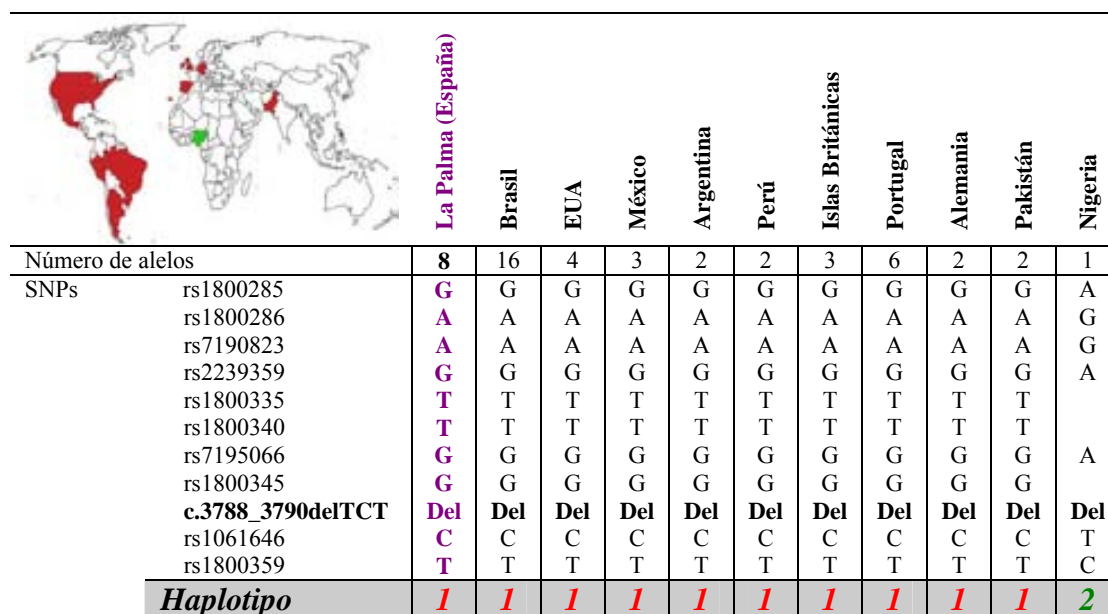 La Palma (España) Brasil EUA México Argentina Perú Islas Británicas Portugal Alemania Pakistán Nigeria
Número de alelos 8 16 4 3 2 2 3 6 2 2 1
SNPs rs1800285 G G G G G G G G G G A
rs1800286 A A A A A A A A A A G
rs7190823 A A A A A A A A A A G
rs2239359 G G G G G G G G G G A
rs1800335 T T T T T T T T T T
rs1800340 T T T T T T T T T T
rs7195066 G G G G G G G G G G A
rs1800345 G G G G G G G G G G
c.3788_3790delTCT Del Del Del Del Del Del Del Del Del Del Del
rs1061646 C C C C C C C C C C T
rs1800359 T T T T T T T T T T C
Haplotipo 1 1 1 1 1 1 1 1 1 1 2